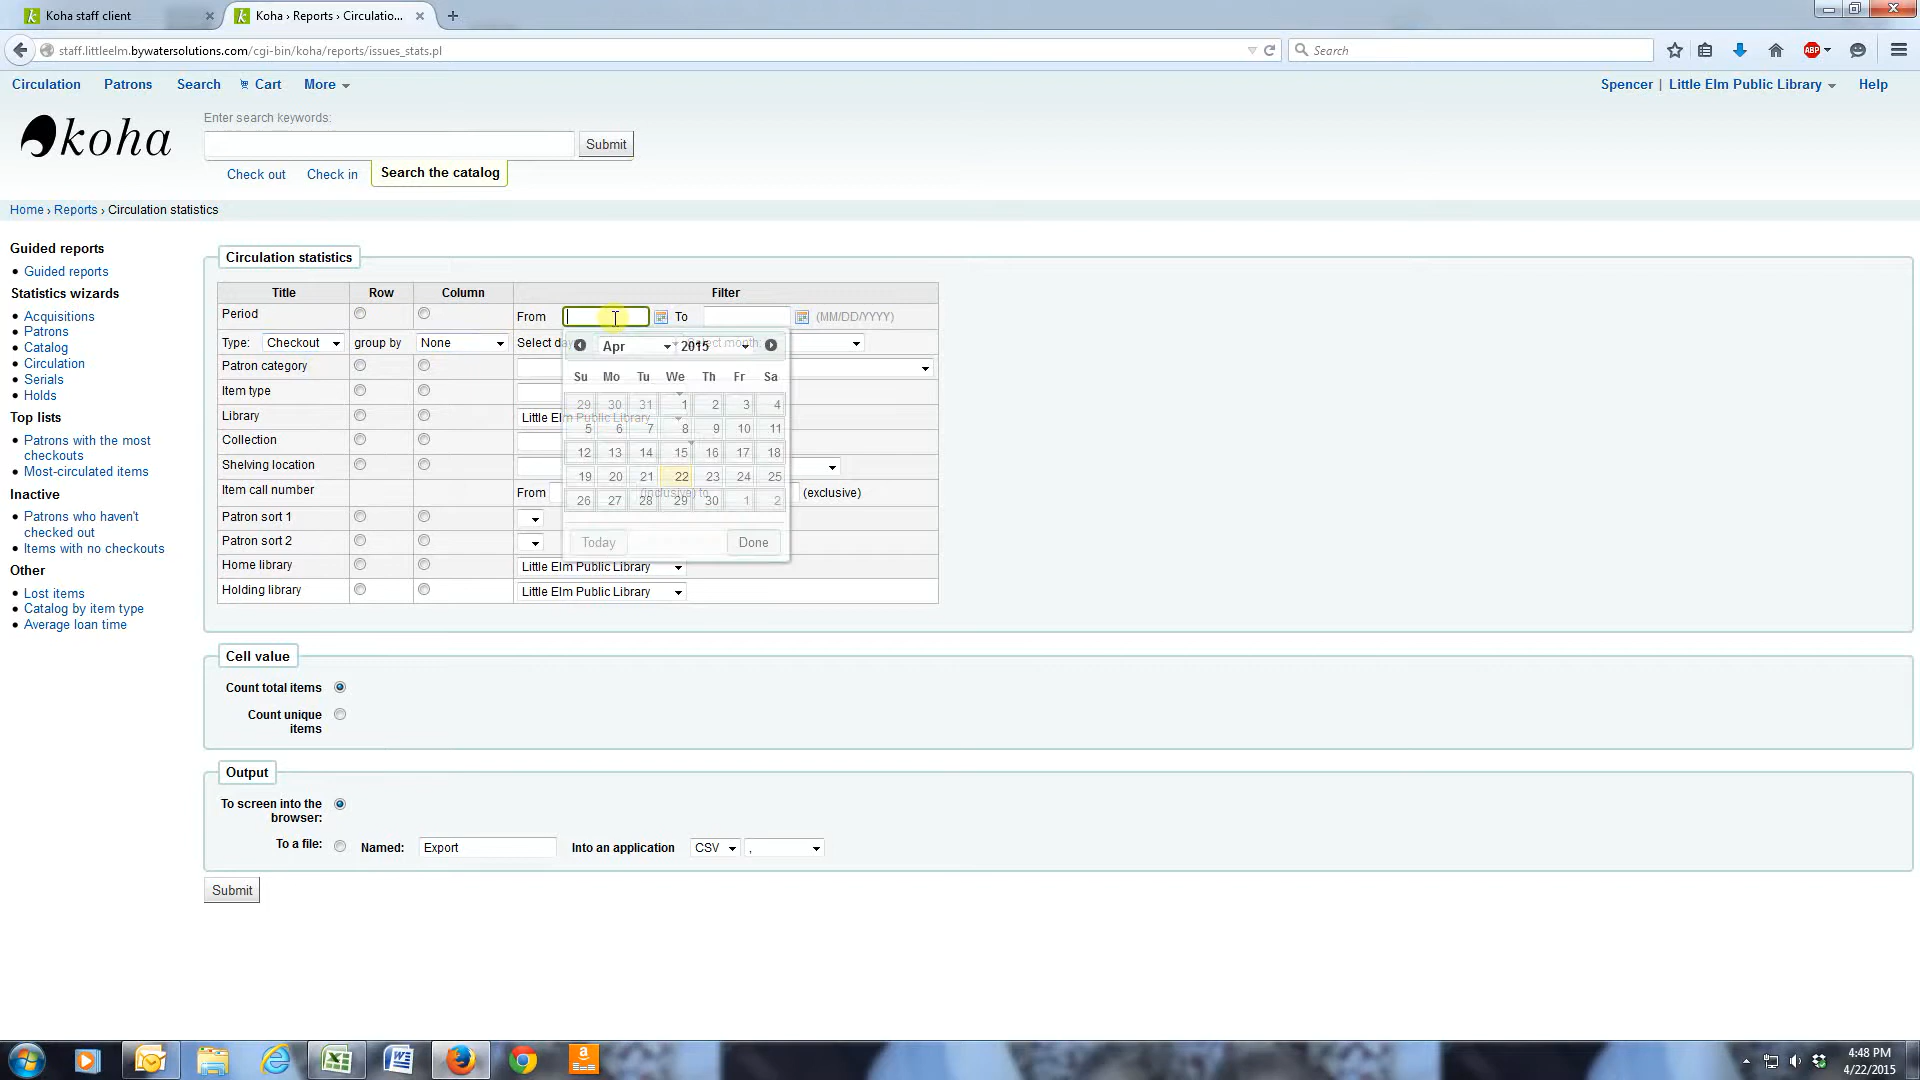 Koha staff client
Koha › Reports › Circulatio...
staff.littleelm.bywatersolutions.com/cgi-bin/koha/reports/issues_stats.pl
Search
ABP
Circulation Patrons Search Cart More
Spencer | Little Elm Public Library Help
koha
Enter search keywords:
Submit
Check out Check in Search the catalog
Home › Reports › Circulation statistics
Guided reports
Guided reports
Statistics wizards
Acquisitions
Patrons
Catalog
Circulation
Serials
Holds
Top lists
Patrons with the most
checkouts
Most-circulated items
Inactive
Patrons who haven't
checked out
Items with no checkouts
Other
Lost items
Catalog by item type
Average loan time
Circulation statistics
Title Row Column Filter
Period From To (MM/DD/YYYY)
Type: Checkout group by None Select day Select month:
Patron category
Item type
Library Little Elm Public Library
Collection
Shelving location
Item call number From (inclusive) to (exclusive)
Patron sort 1
Patron sort 2
Home library Little Elm Public Library
Holding library Little Elm Public Library
Apr 2015
Su Mo Tu We Th Fr Sa
29 30 31 1 2 3 4
5 6 7 8 9 10 11
12 13 14 15 16 17 18
19 20 21 22 23 24 25
26 27 28 29 30 1 2
Today Done
Cell value
Count total items
Count unique
items
Output
To screen into the
browser:
To a file: Named: Export Into an application CSV ,
Submit
4:48 PM
4/22/2015